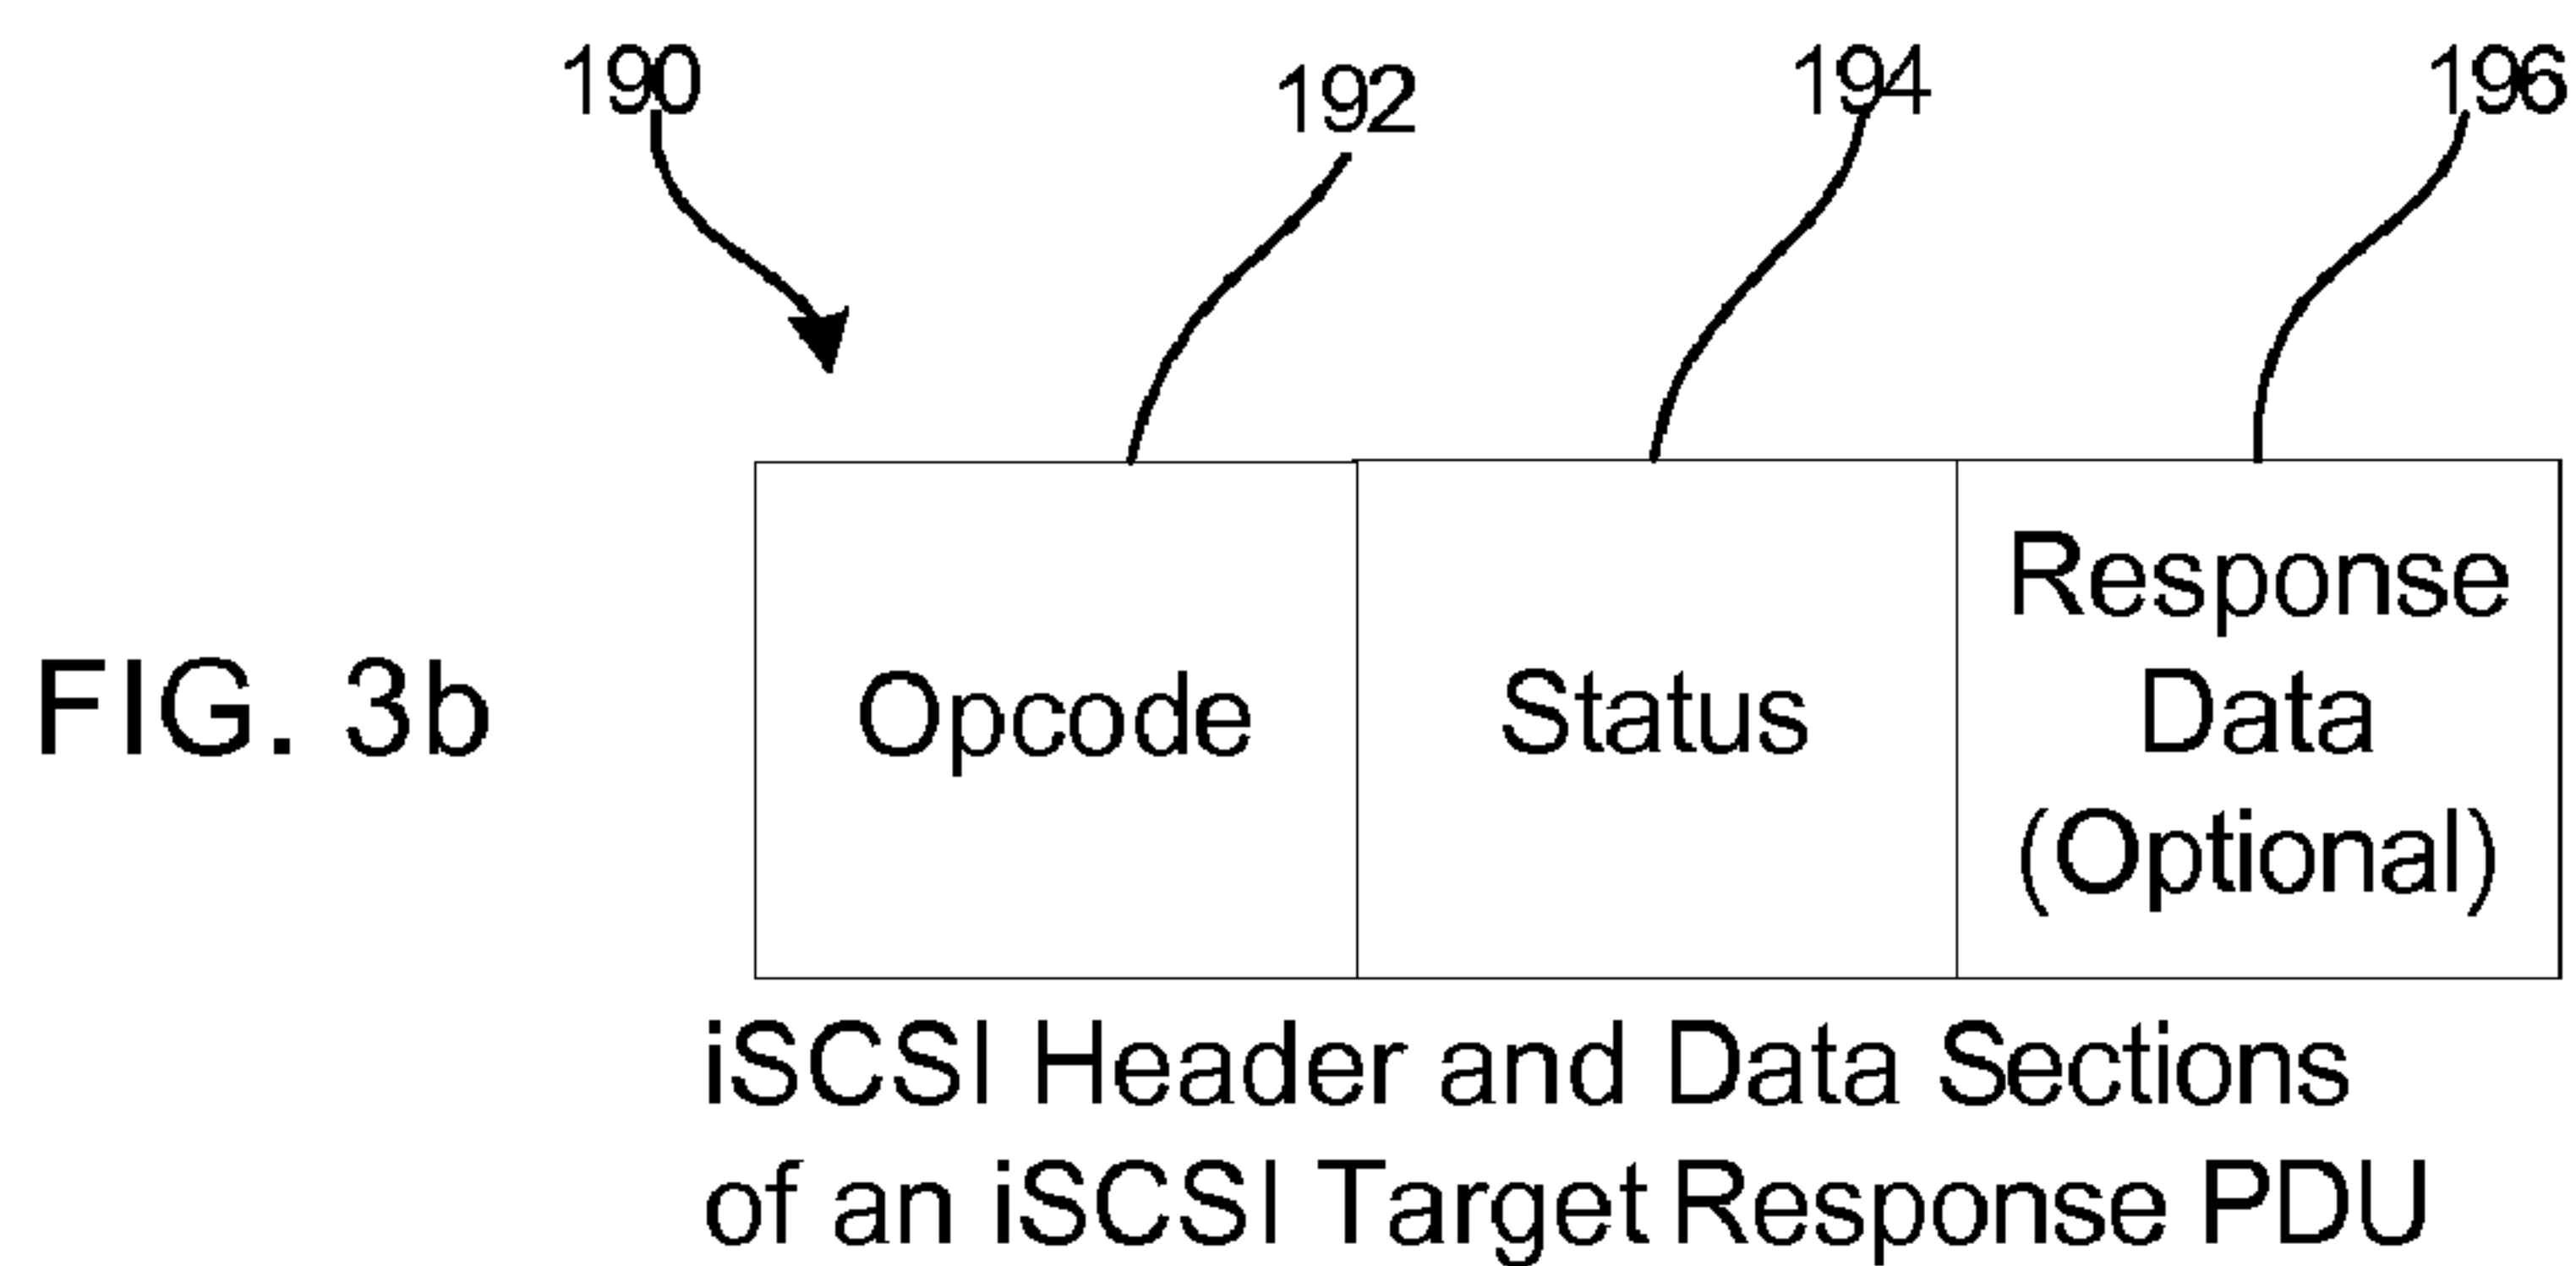 190
192
194
196
FIG. 3b
Opcode
Status
Response
Data
(Optional)
iSCSI Header and Data Sections
of an iSCSI Target Response PDU